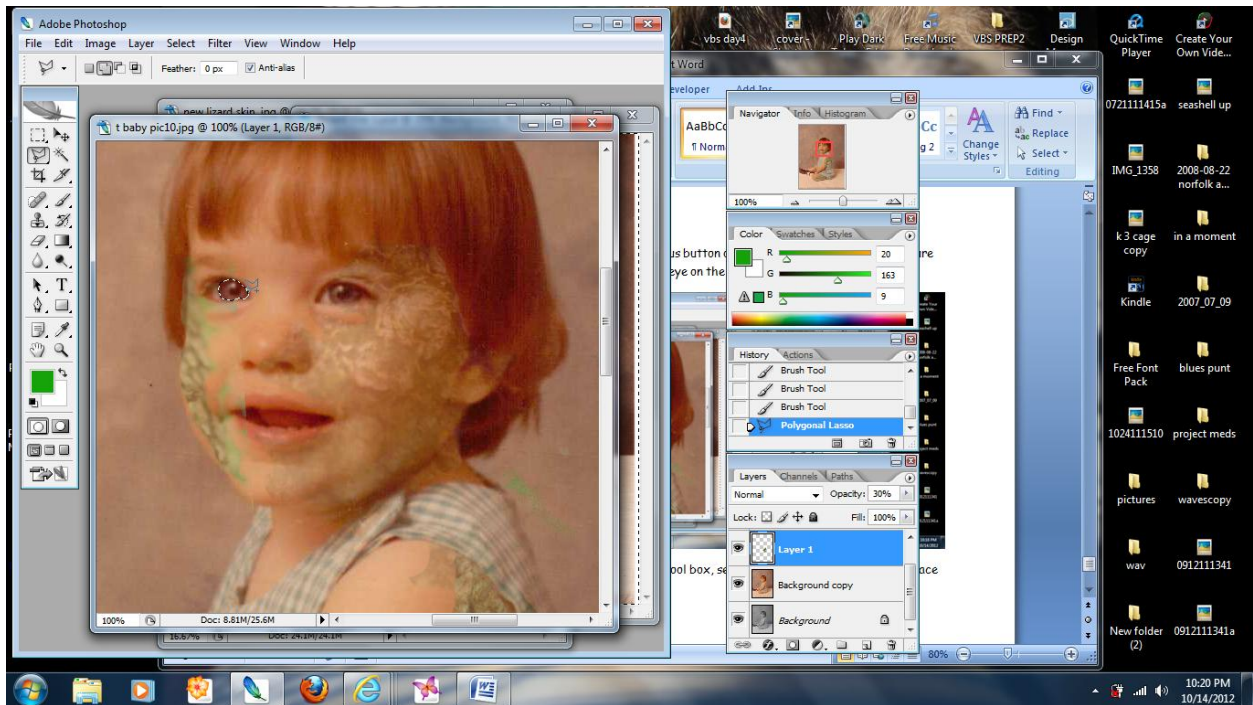 Adobe Photoshop
File Edit Image Layer Select Filter View Window Help
Feather: 0 px Anti-alias
new lizard skin
t baby pic10.jpg @ 100% (Layer 1, RGB/8#)
100% Doc: 8.81M/25.6M
16.67% Doc: 24.1M/24.1M
t Word
eveloper Add-Ins
AaBbCc
¶ Norm
Cc
g 2
Change
Styles
Find
Replace
Select
Editing
us button
are
eye on the
ool box, se
ace
80%
Navigator Info Histogram
100%
Color Swatches Styles
R 20
G 163
B 9
History Actions
Brush Tool
Brush Tool
Brush Tool
Polygonal Lasso
Layers Channels Paths
Normal Opacity: 30%
Lock: Fill: 100%
Layer 1
Background copy
Background
vbs day4
cover-
Play Dark
Free Music
VBS PREP2
Design
QuickTime
Player
Create Your
Own Vide...
0721111415a
seashell up
IMG_1358
2008-08-22
norfolk a...
k 3 cage
copy
in a moment
Kindle
2007_07_09
Free Font
Pack
blues punt
1024111510
project meds
pictures
wavescopy
wav
0912111341
New folder
(2)
0912111341a
10:20 PM
10/14/2012